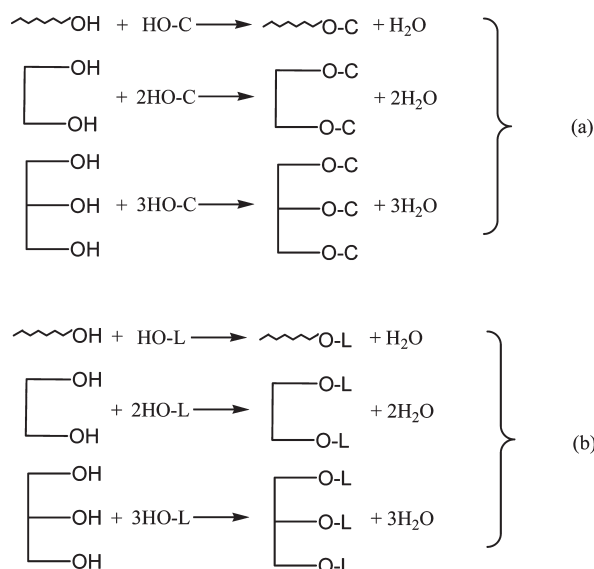 OH + HO-C O-C + H₂O
OH O-C
+ 2HO-C + 2H₂O
OH O-C
(a)
OH O-C
OH + 3HO-C O-C + 3H₂O
OH O-C
OH + HO-L O-L + H₂O
OH O-L
+ 2HO-L + 2H₂O
OH O-L
(b)
OH O-L
OH + 3HO-L O-L + 3H₂O
OH O-L